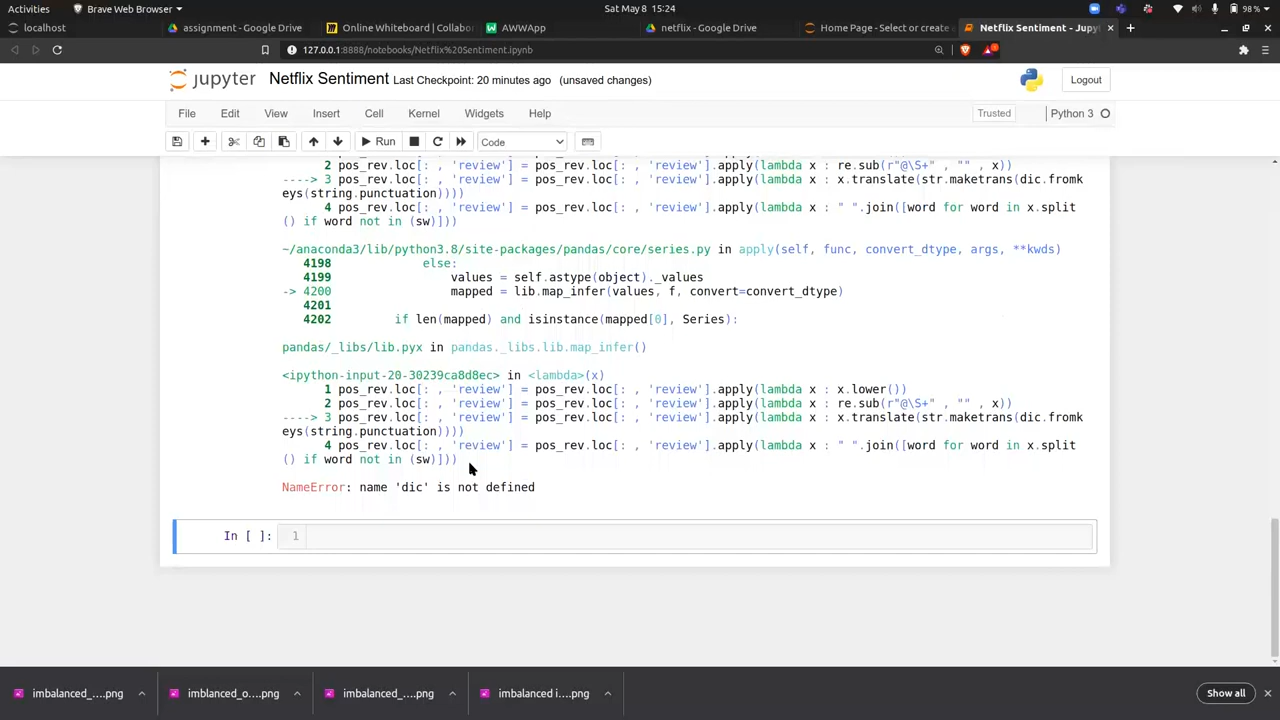 Activities
Brave Web Browser
Sat May 8 15:24
98 %
localhost
assignment - Google Drive
Online Whiteboard | Collabo
AWWApp
netflix - Google Drive
Home Page - Select or create
Netflix Sentiment - Jupy
127.0.0.1:8888/notebooks/Netflix%20Sentiment.ipynb
jupyter Netflix Sentiment Last Checkpoint: 20 minutes ago (unsaved changes)
Logout
File Edit View Insert Cell Kernel Widgets Help
Trusted
Python 3
Run
Code
2 pos_rev.loc[: , 'review'] = pos_rev.loc[: , 'review'].apply(lambda x : re.sub(r"@\S+" , "" , x))
----> 3 pos_rev.loc[: , 'review'] = pos_rev.loc[: , 'review'].apply(lambda x : x.translate(str.maketrans(dic.fromk
eys(string.punctuation))))
4 pos_rev.loc[: , 'review'] = pos_rev.loc[: , 'review'].apply(lambda x : " ".join([word for word in x.split
() if word not in (sw)]))
~/anaconda3/lib/python3.8/site-packages/pandas/core/series.py in apply(self, func, convert_dtype, args, **kwds)
4198 else:
4199 values = self.astype(object)._values
-> 4200 mapped = lib.map_infer(values, f, convert=convert_dtype)
4201
4202 if len(mapped) and isinstance(mapped[0], Series):
pandas/_libs/lib.pyx in pandas._libs.lib.map_infer()
<ipython-input-20-30239ca8d8ec> in <lambda>(x)
1 pos_rev.loc[: , 'review'] = pos_rev.loc[: , 'review'].apply(lambda x : x.lower())
2 pos_rev.loc[: , 'review'] = pos_rev.loc[: , 'review'].apply(lambda x : re.sub(r"@\S+" , "" , x))
----> 3 pos_rev.loc[: , 'review'] = pos_rev.loc[: , 'review'].apply(lambda x : x.translate(str.maketrans(dic.fromk
eys(string.punctuation))))
4 pos_rev.loc[: , 'review'] = pos_rev.loc[: , 'review'].apply(lambda x : " ".join([word for word in x.split
() if word not in (sw)]))
NameError: name 'dic' is not defined
In [ ]: 1
imbalanced_....png
imblanced_o....png
imbalanced_....png
imbalanced i....png
Show all